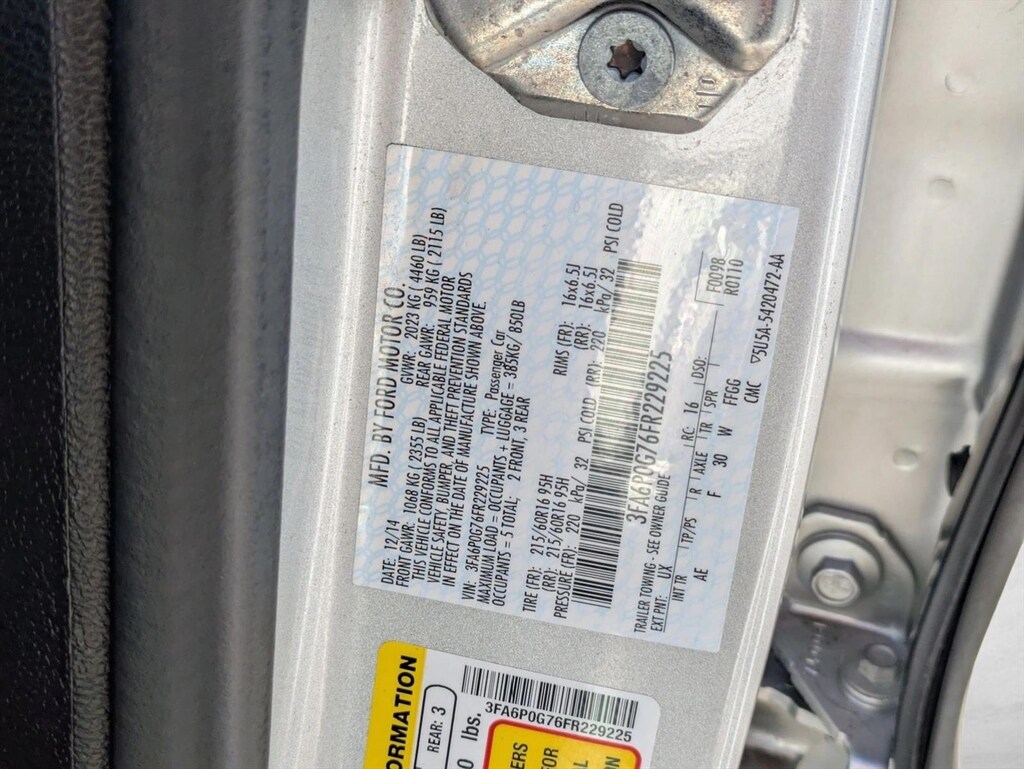 MFD. BY FORD MOTOR CO.
DATE: 12/14 GVWR: 2023 KG ( 4460 LB)
FRONT GAWR: 1068 KG ( 2355 LB) REAR GAWR: 959 KG ( 2115 LB)
THIS VEHICLE CONFORMS TO ALL APPLICABLE FEDERAL MOTOR
VEHICLE SAFETY, BUMPER, AND THEFT PREVENTION STANDARDS
IN EFFECT ON THE DATE OF MANUFACTURE SHOWN ABOVE.
VIN: 3FA6P0G76FR229225 TYPE: Passenger Car
MAXIMUM LOAD = OCCUPANTS + LUGGAGE = 385KG/ 850LB
OCCUPANTS = 5 TOTAL; 2 FRONT, 3 REAR
TIRE (FR): 215/60R16 95H RIMS (FR): 16x6.5J
(RR): 215/60R16 95H (RR): 16x6.5J
PRESSURE (FR): 220 kPa/ 32 PSI COLD (RR): 220 kPa/ 32 PSI COLD
3FA6P0G76FR229225
TRAILER TOWING - SEE OWNER GUIDE
EXT PNT: UX RC: 16 DSO: F0098
R0110
INT TR TP/PS R AXLE TR SPR
AE F 30 W FFGG
CMC ▽5U5A-5420472-AA
ORMATION
REAR: 3
lbs.
3FA6P0G76FR229225